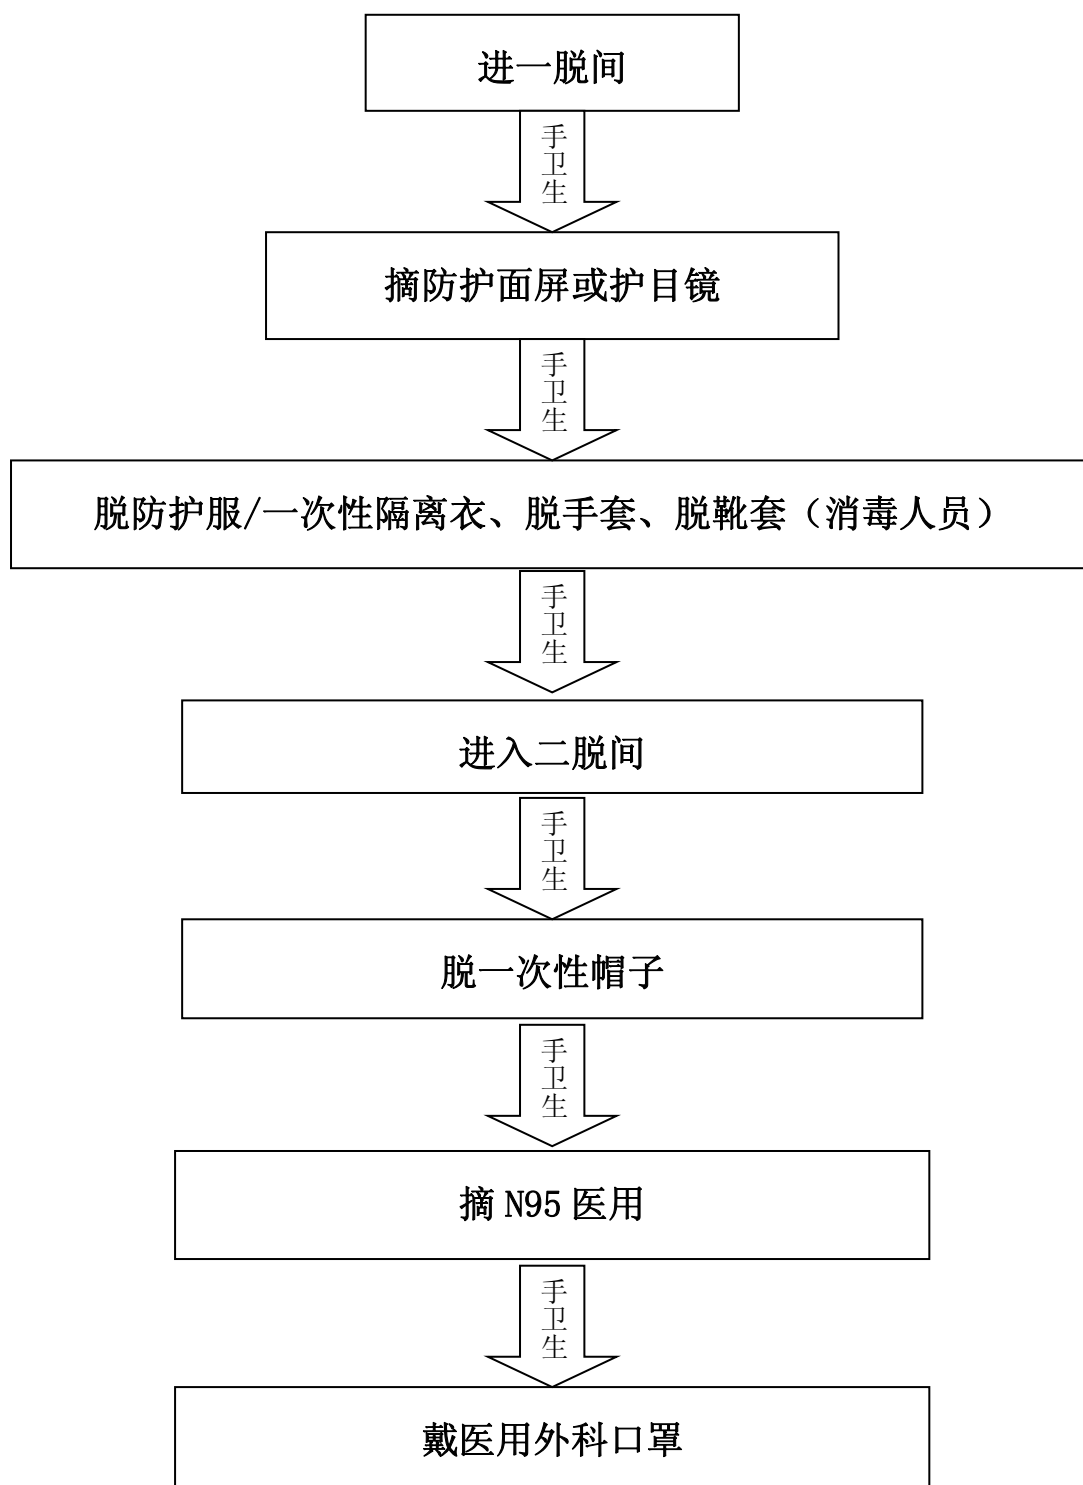 进一脱间
手卫生
摘防护面屏或护目镜
手卫生
脱防护服/一次性隔离衣、脱手套、脱靴套（消毒人员）
手卫生
进入二脱间
手卫生
脱一次性帽子
手卫生
摘 N95 医用
手卫生
戴医用外科口罩